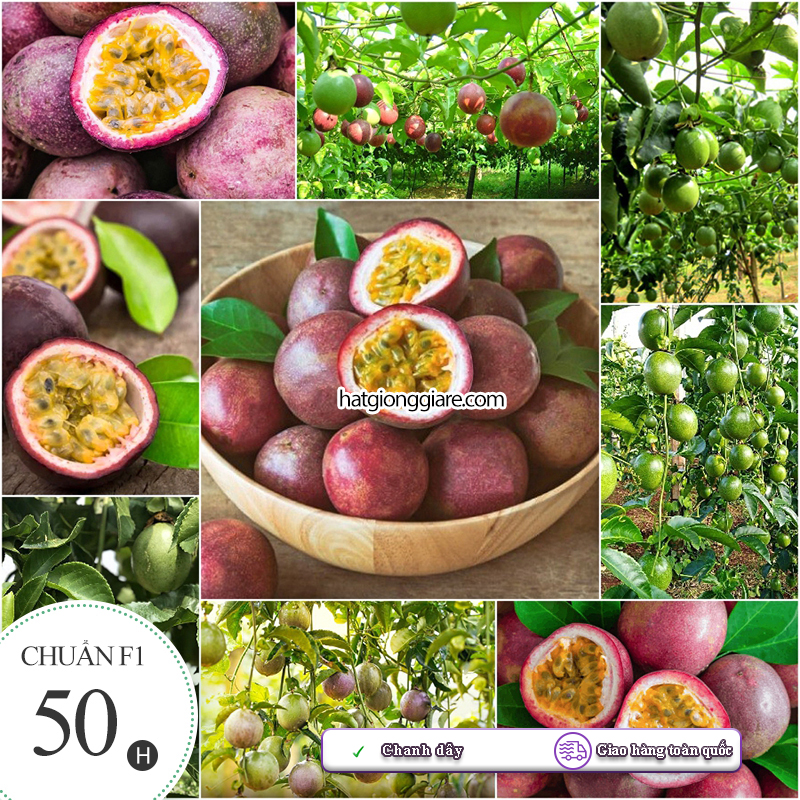 hatgionggiare.com
CHUẨN F1
50 H
✓ Chanh dây
Giao hàng toàn quốc